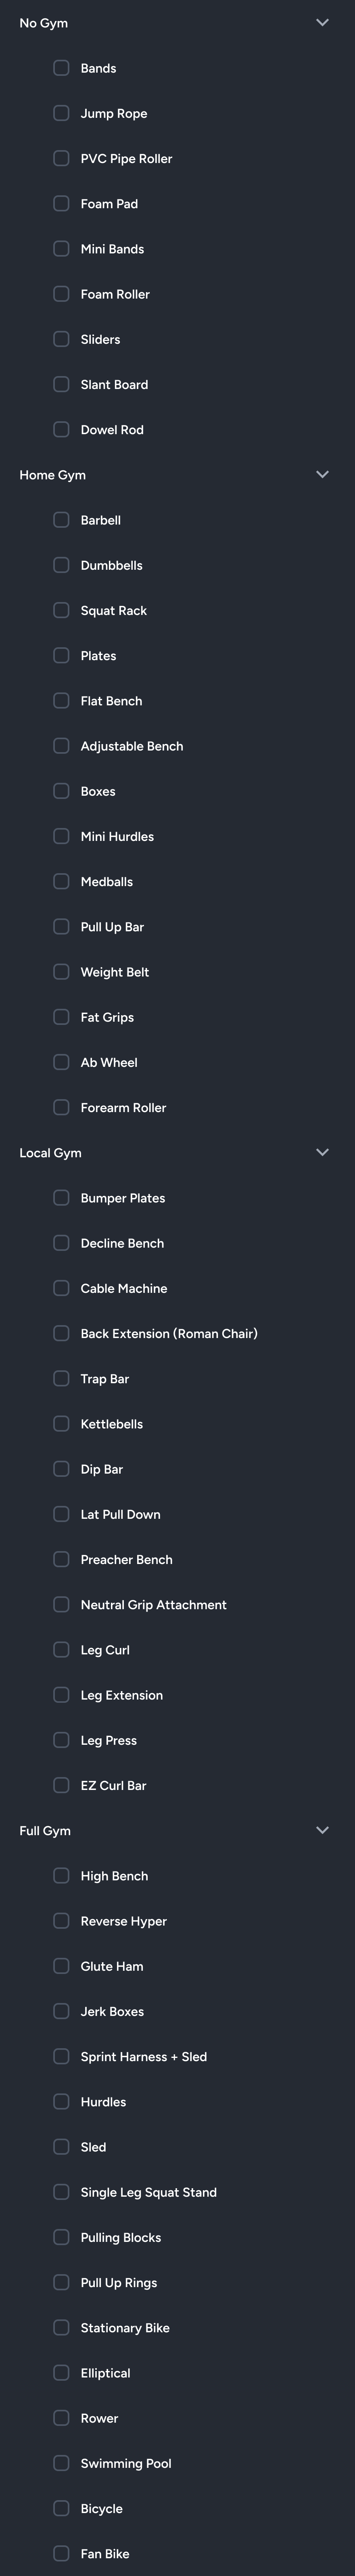 No Gym
Bands
Jump Rope
PVC Pipe Roller
Foam Pad
Mini Bands
Foam Roller
Sliders
Slant Board
Dowel Rod
Home Gym
Barbell
Dumbbells
Squat Rack
Plates
Flat Bench
Adjustable Bench
Boxes
Mini Hurdles
Medballs
Pull Up Bar
Weight Belt
Fat Grips
Ab Wheel
Forearm Roller
Local Gym
Bumper Plates
Decline Bench
Cable Machine
Back Extension (Roman Chair)
Trap Bar
Kettlebells
Dip Bar
Lat Pull Down
Preacher Bench
Neutral Grip Attachment
Leg Curl
Leg Extension
Leg Press
EZ Curl Bar
Full Gym
High Bench
Reverse Hyper
Glute Ham
Jerk Boxes
Sprint Harness + Sled
Hurdles
Sled
Single Leg Squat Stand
Pulling Blocks
Pull Up Rings
Stationary Bike
Elliptical
Rower
Swimming Pool
Bicycle
Fan Bike